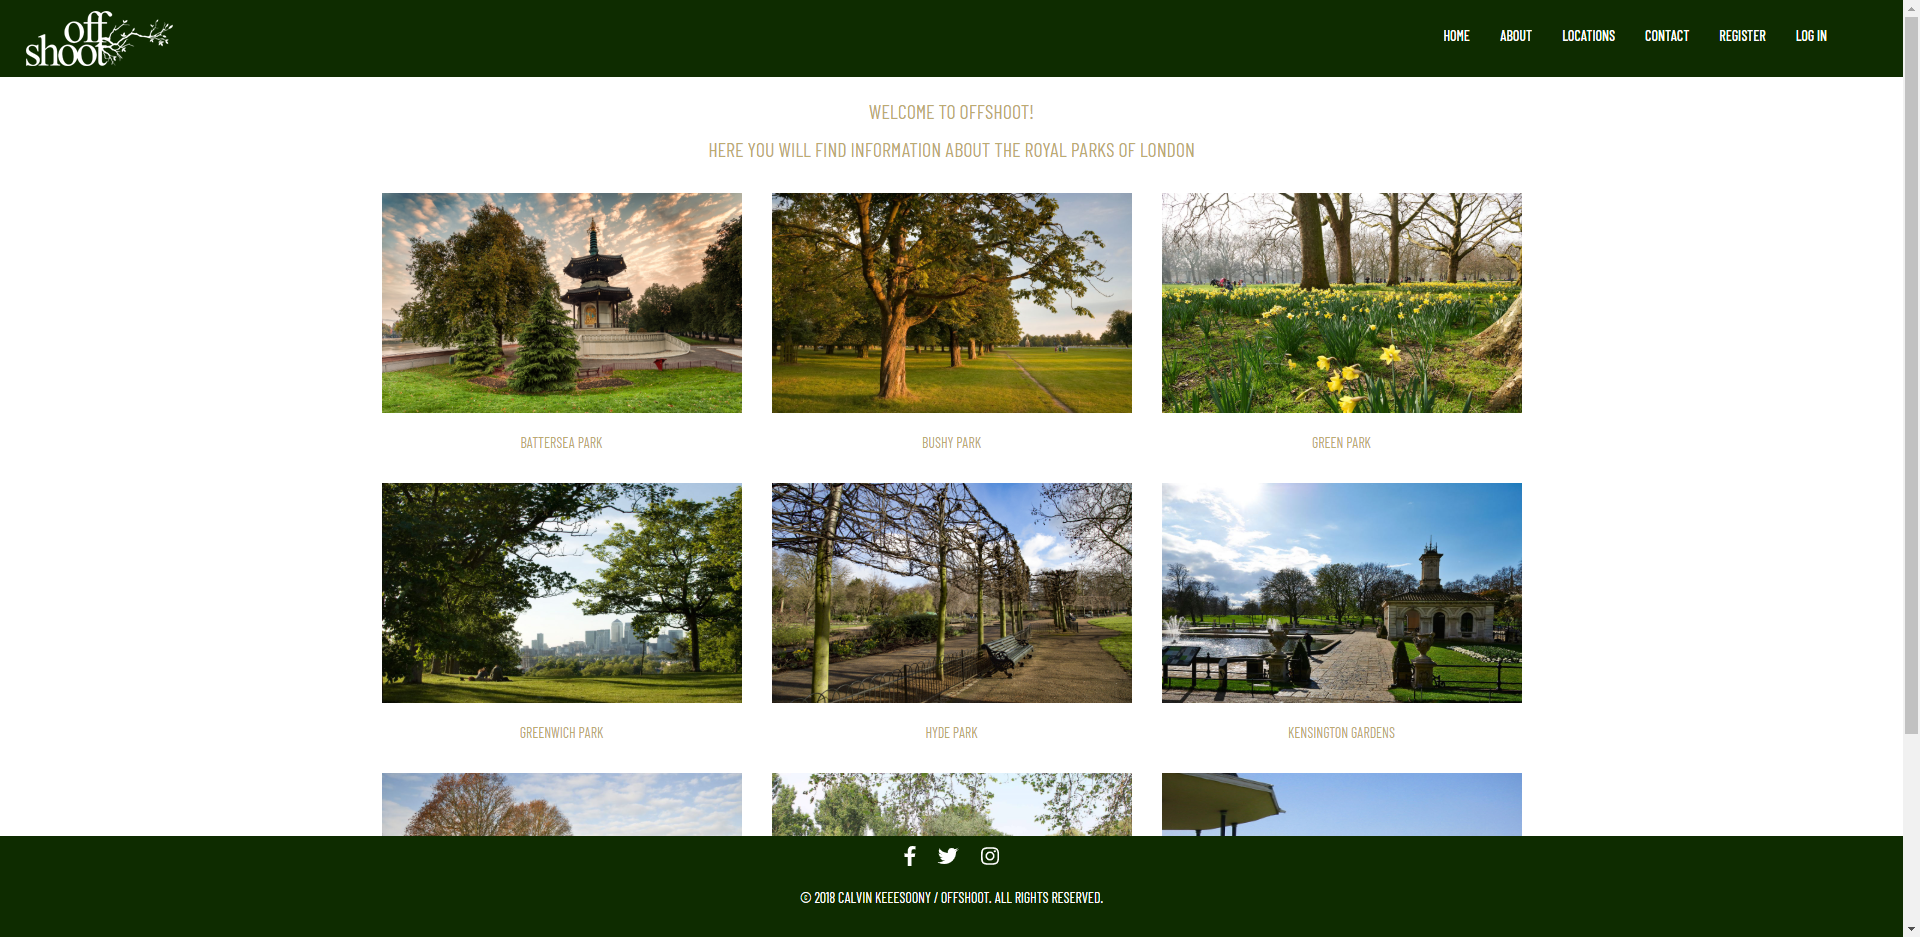 off
shoot
HOME ABOUT LOCATIONS CONTACT REGISTER LOG IN
WELCOME TO OFFSHOOT!
HERE YOU WILL FIND INFORMATION ABOUT THE ROYAL PARKS OF LONDON
BATTERSEA PARK BUSHY PARK GREEN PARK
GREENWICH PARK HYDE PARK KENSINGTON GARDENS
© 2018 CALVIN KEEESOONY / OFFSHOOT. ALL RIGHTS RESERVED.